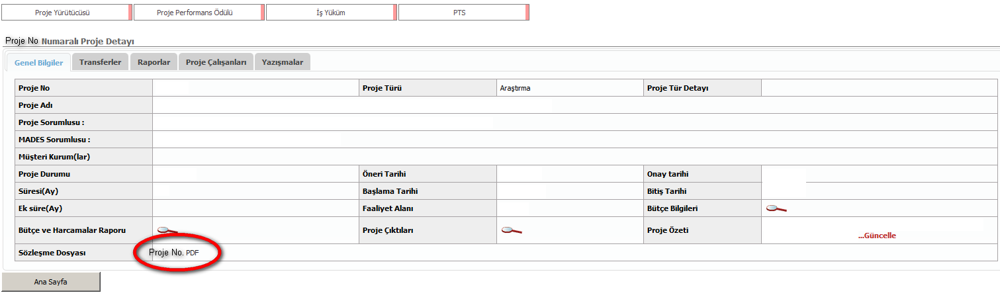 Proje Yürütücüsü Proje Performans Ödülü İş Yüküm PTS
Proje No Numaralı Proje Detayı
Genel Bilgiler Transferler Raporlar Proje Çalışanları Yazışmalar
Proje No Proje Türü Araştırma Proje Tür Detayı
Proje Adı
Proje Sorumlusu :
MADES Sorumlusu :
Müşteri Kurum(lar)
Proje Durumu Öneri Tarihi Onay tarihi
Süresi(Ay) Başlama Tarihi Bitiş Tarihi
Ek süre(Ay) Faaliyet Alanı Bütçe Bilgileri
Bütçe ve Harcamalar Raporu Proje Çıktıları Proje Özeti
...Güncelle
Sözleşme Dosyası Proje No. PDF
Ana Sayfa